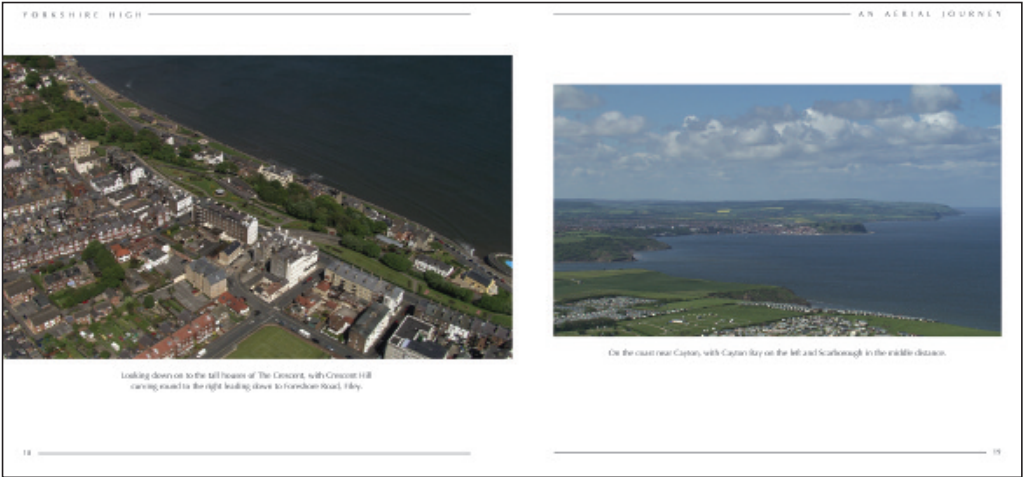 YORKSHIRE HIGH
AN AERIAL JOURNEY
Looking down on to the tall houses of The Crescent, with Crescent Hill
curving round to the right leading down to Foreshore Road, Filey.
On the coast near Cayton, with Cayton Bay on the left and Scarborough in the middle distance.
18
19